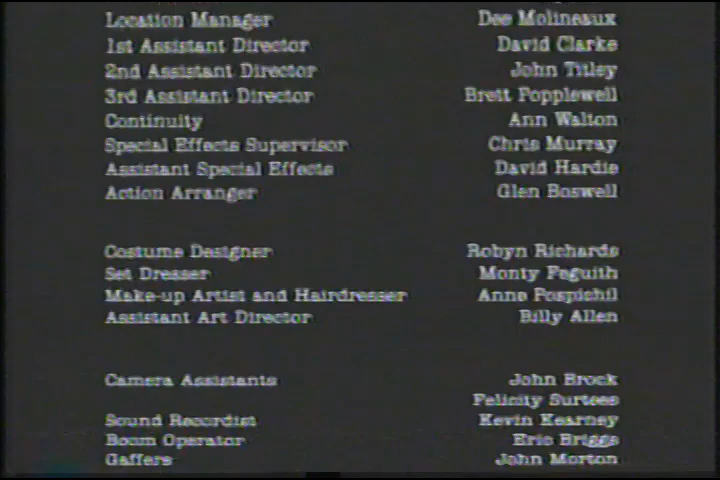 Location Manager Dee Molineaux
1st Assistant Director David Clarke
2nd Assistant Director John Titley
3rd Assistant Director Brett Popplewell
Continuity Ann Walton
Special Effects Supervisor Chris Murray
Assistant Special Effects David Hardie
Action Arranger Glen Boswell
Costume Designer Robyn Richards
Set Dresser Monty Feguith
Make-up Artist and Hairdresser Anne Pospichil
Assistant Art Director Billy Allen
Camera Assistants John Brock
Felicity Surtees
Sound Recordist Kevin Kearney
Boom Operator Eric Briggs
Gaffers John Morton